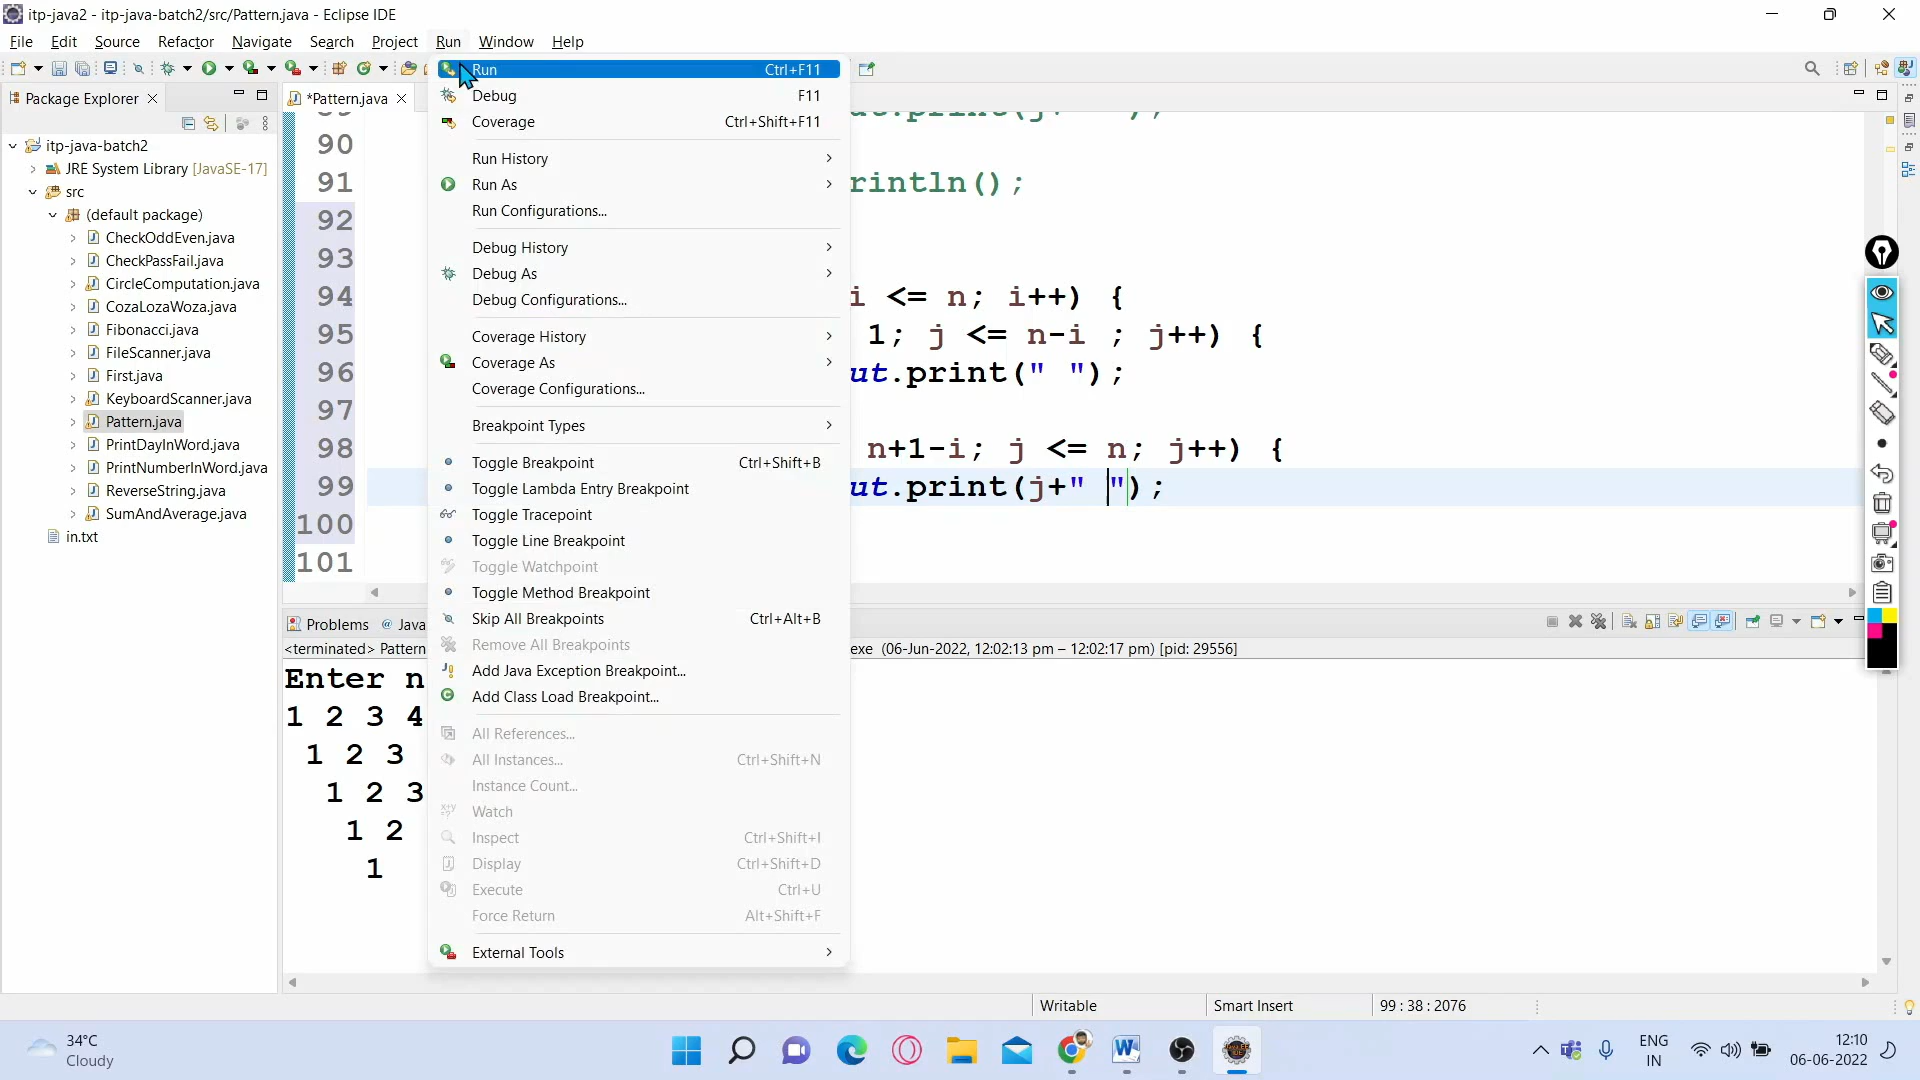 itp-java2 - itp-java-batch2/src/Pattern.java - Eclipse IDE
File Edit Source Refactor Navigate Search Project Run Window Help
Package Explorer
itp-java-batch2
JRE System Library [JavaSE-17]
src
(default package)
CheckOddEven.java
CheckPassFail.java
CircleComputation.java
CozaLozaWoza.java
Fibonacci.java
FileScanner.java
First.java
KeyboardScanner.java
Pattern.java
PrintDayInWord.java
PrintNumberInWord.java
ReverseString.java
SumAndAverage.java
in.txt
*Pattern.java
90
91 rintln();
92
93
94 i <= n; i++) {
95 1; j <= n-i ; j++) {
96 ut.print(" ");
97
98 n+1-i; j <= n; j++) {
99 ut.print(j+" ");
100
101
Run Ctrl+F11
Debug F11
Coverage Ctrl+Shift+F11
Run History
Run As
Run Configurations...
Debug History
Debug As
Debug Configurations...
Coverage History
Coverage As
Coverage Configurations...
Breakpoint Types
Toggle Breakpoint Ctrl+Shift+B
Toggle Lambda Entry Breakpoint
Toggle Tracepoint
Toggle Line Breakpoint
Toggle Watchpoint
Toggle Method Breakpoint
Skip All Breakpoints Ctrl+Alt+B
Remove All Breakpoints
Add Java Exception Breakpoint...
Add Class Load Breakpoint...
All References...
All Instances... Ctrl+Shift+N
Instance Count...
Watch
Inspect Ctrl+Shift+I
Display Ctrl+Shift+D
Execute Ctrl+U
Force Return Alt+Shift+F
External Tools
Problems @ Java
<terminated> Pattern exe (06-Jun-2022, 12:02:13 pm – 12:02:17 pm) [pid: 29556]
Enter n
1 2 3 4
1 2 3
1 2 3
1 2
1
Writable Smart Insert 99 : 38 : 2076
34°C
Cloudy
ENG
IN
12:10
06-06-2022